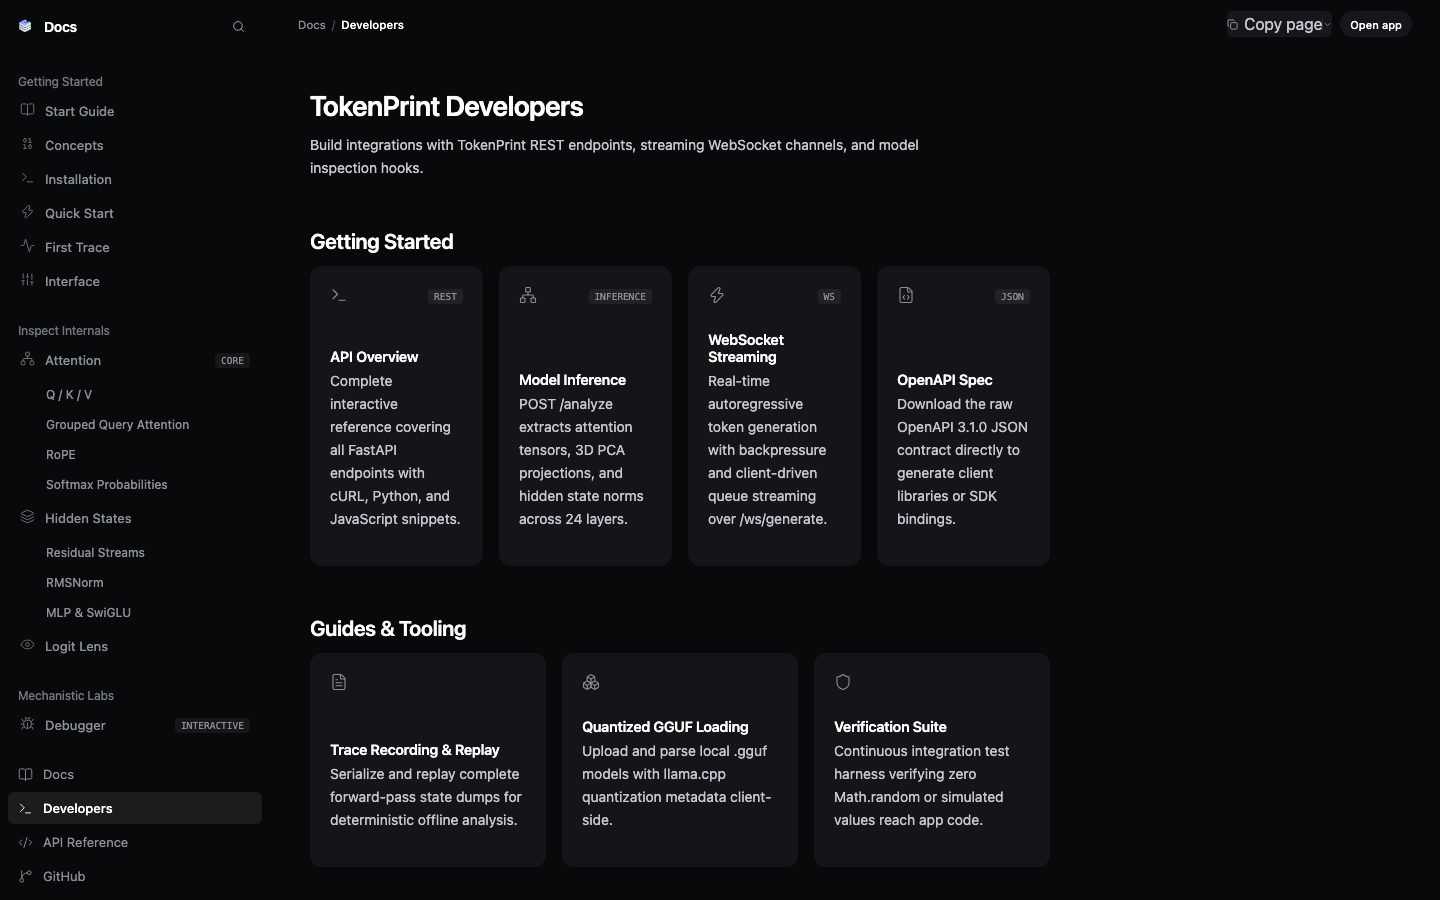 Docs
Docs / Developers
Copy page
Open app
Getting Started
Start Guide
Concepts
Installation
Quick Start
First Trace
Interface
Inspect Internals
Attention
CORE
Q / K / V
Grouped Query Attention
RoPE
Softmax Probabilities
Hidden States
Residual Streams
RMSNorm
MLP & SwiGLU
Logit Lens
Mechanistic Labs
Debugger
INTERACTIVE
Docs
Developers
API Reference
GitHub
TokenPrint Developers
Build integrations with TokenPrint REST endpoints, streaming WebSocket channels, and model
inspection hooks.
Getting Started
REST
API Overview
Complete
interactive
reference covering
all FastAPI
endpoints with
cURL, Python, and
JavaScript snippets.
INFERENCE
Model Inference
POST /analyze
extracts attention
tensors, 3D PCA
projections, and
hidden state norms
across 24 layers.
WS
WebSocket
Streaming
Real-time
autoregressive
token generation
with backpressure
and client-driven
queue streaming
over /ws/generate.
JSON
OpenAPI Spec
Download the raw
OpenAPI 3.1.0 JSON
contract directly to
generate client
libraries or SDK
bindings.
Guides & Tooling
Trace Recording & Replay
Serialize and replay complete
forward-pass state dumps for
deterministic offline analysis.
Quantized GGUF Loading
Upload and parse local .gguf
models with llama.cpp
quantization metadata client-
side.
Verification Suite
Continuous integration test
harness verifying zero
Math.random or simulated
values reach app code.